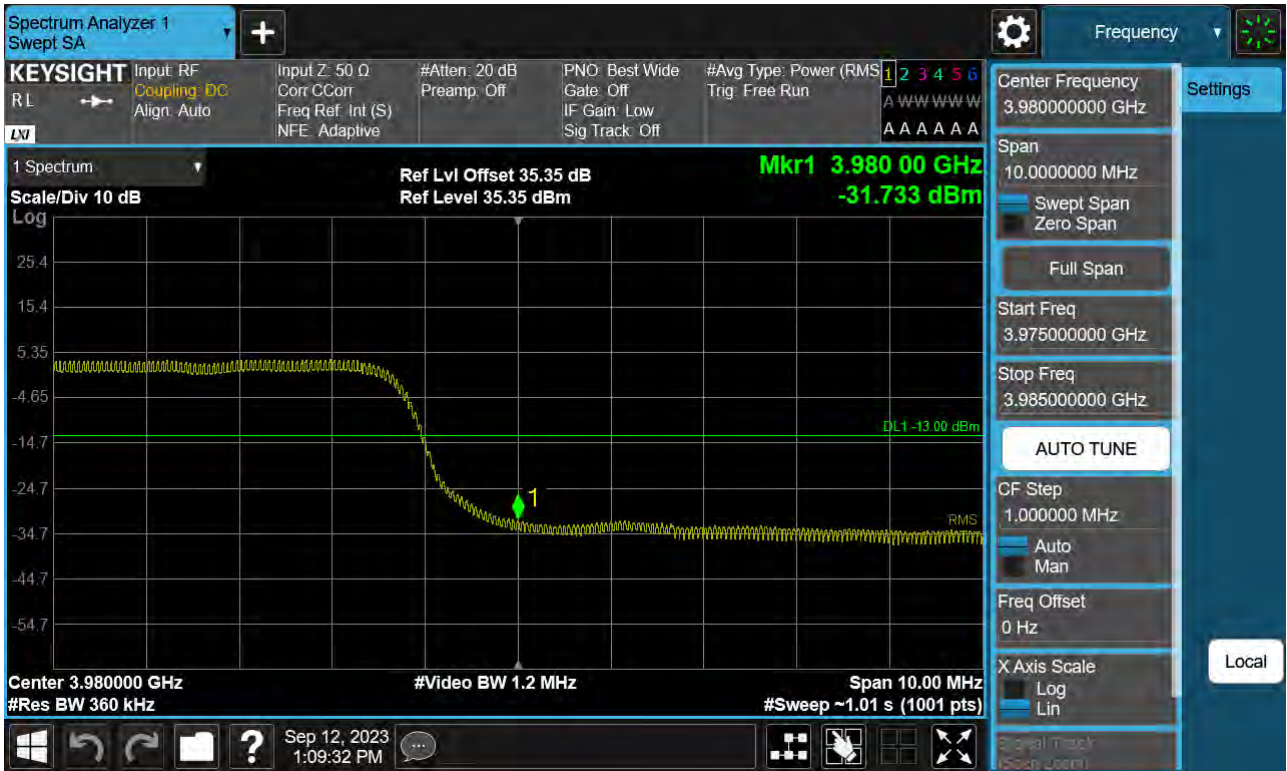 Spectrum Analyzer 1
Swept SA
+
Frequency
KEYSIGHT
RL
LXI
Input: RF
Coupling: DC
Align: Auto
Input Z: 50 Ω
Corr CCorr
Freq Ref: Int (S)
NFE: Adaptive
#Atten: 20 dB
Preamp: Off
PNO: Best Wide
Gate: Off
IF Gain: Low
Sig Track: Off
#Avg Type: Power (RMS
Trig: Free Run
1 2 3 4 5 6
A W W W W W
A A A A A A
1 Spectrum
Scale/Div 10 dB
Log
Ref Lvl Offset 35.35 dB
Ref Level 35.35 dBm
Mkr1 3.980 00 GHz
-31.733 dBm
25.4
15.4
5.35
-4.65
DL1 -13.00 dBm
-14.7
-24.7
1
RMS
-34.7
-44.7
-54.7
Center 3.980000 GHz
#Res BW 360 kHz
#Video BW 1.2 MHz
Span 10.00 MHz
#Sweep ~1.01 s (1001 pts)
Center Frequency
3.980000000 GHz
Span
10.0000000 MHz
Swept Span
Zero Span
Full Span
Start Freq
3.975000000 GHz
Stop Freq
3.985000000 GHz
AUTO TUNE
CF Step
1.000000 MHz
Auto
Man
Freq Offset
0 Hz
X Axis Scale
Log
Lin
Signal Track
(Span Zoom)
Settings
Local
?
Sep 12, 2023
1:09:32 PM